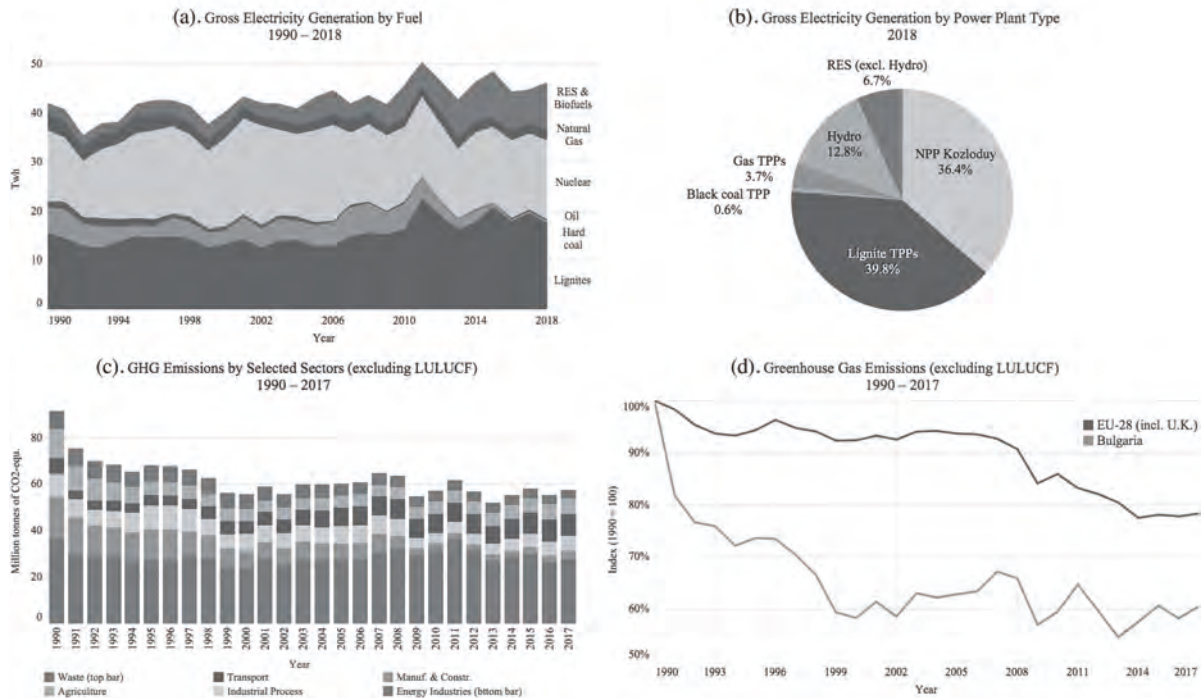 (a). Gross Electricity Generation by Fuel
1990 – 2018
50
40
30
20
10
0
Twh
RES &
Biofuels
Natural
Gas
Nuclear
Oil
Hard
coal
Lignites
1990
1994
1998
2002
2006
2010
2014
2018
Year
(b). Gross Electricity Generation by Power Plant Type
2018
RES (excl. Hydro)
6.7%
Hydro
12.8%
NPP Kozloduy
36.4%
Gas TPPs
3.7%
Black coal TPP
0.6%
Lignite TPPs
39.8%
(c). GHG Emissions by Selected Sectors (excluding LULUCF)
1990 – 2017
80
60
40
20
0
Million tonnes of CO2-equ.
1990
1991
1992
1993
1994
1995
1996
1997
1998
1999
2000
2001
2002
2003
2004
2005
2006
2007
2008
2009
2010
2011
2012
2013
2014
2015
2016
2017
Year
Waste (top bar)
Transport
Manuf. & Constr.
Agriculture
Industrial Process
Energy Industries (bttom bar)
(d). Greenhouse Gas Emissions (excluding LULUCF)
1990 – 2017
100%
90%
80%
70%
60%
50%
Index (1990 = 100)
EU-28 (incl. U.K.)
Bulgaria
1990
1993
1996
1999
2002
2005
2008
2011
2014
2017
Year